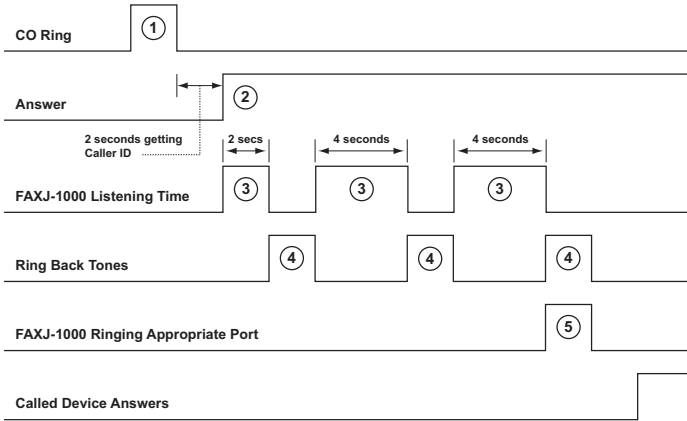 CO Ring
1
Answer
2
2 seconds getting
Caller ID
2 secs
4 seconds
4 seconds
FAXJ-1000 Listening Time
3
3
3
Ring Back Tones
4
4
4
FAXJ-1000 Ringing Appropriate Port
5
Called Device Answers